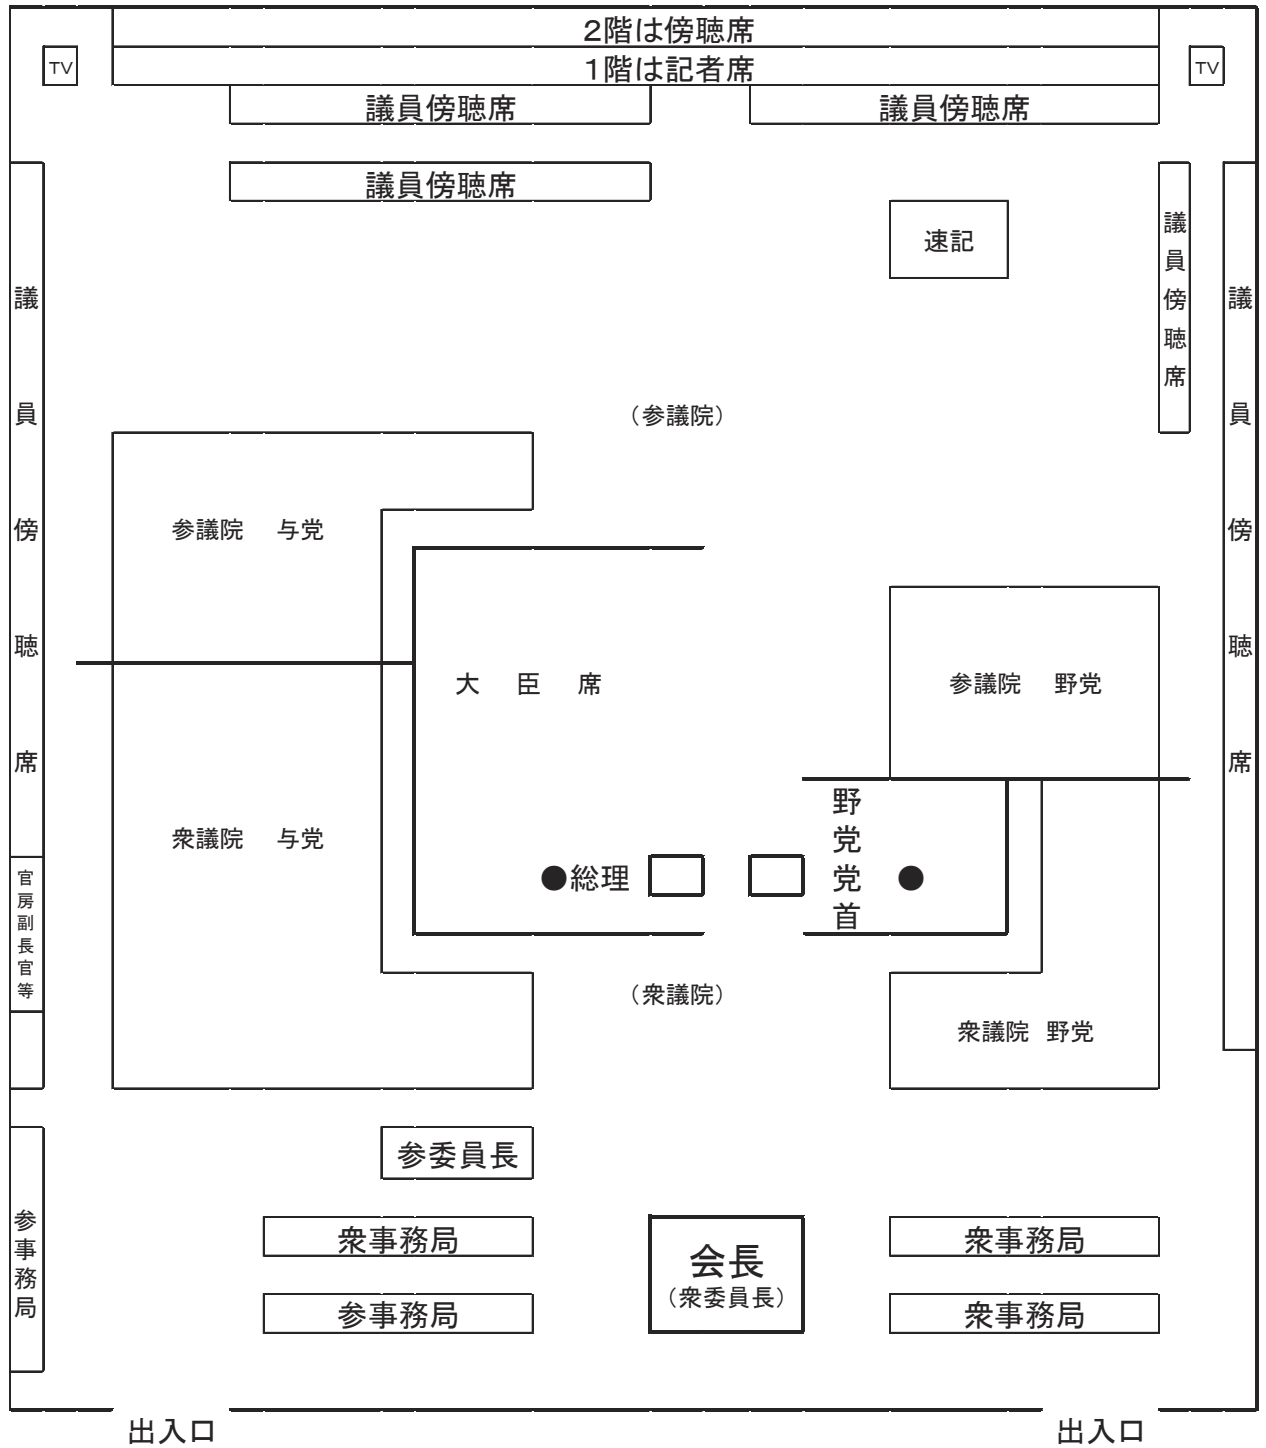 2階は傍聴席
TV
1階は記者席
TV
議員傍聴席
議員傍聴席
議員傍聴席
議員傍聴席
速記
議員傍聴席
議員傍聴席
（参議院）
参議院　与党
大　臣　席
参議院　野党
衆議院　与党
野党党首
●総理
●
官房副長官等
（衆議院）
衆議院　野党
参委員長
参事務局
衆事務局
会長
（衆委員長）
衆事務局
参事務局
衆事務局
出入口
出入口